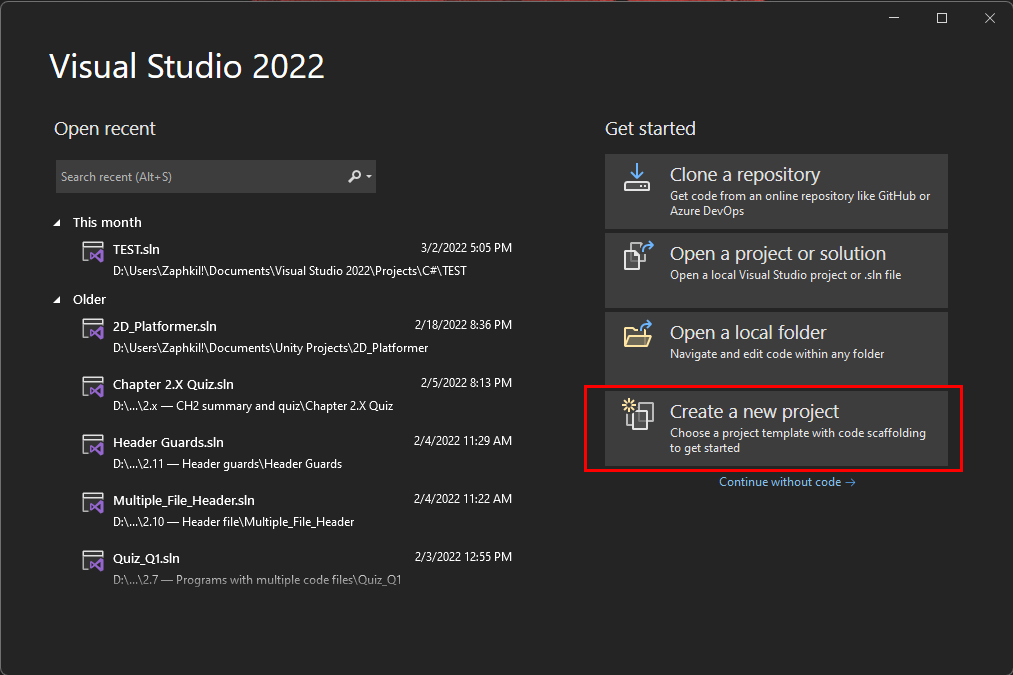 Visual Studio 2022
Open recent
Search recent (Alt+S)
This month
TEST.sln 3/2/2022 5:05 PM
D:\Users\Zaphkil!\Documents\Visual Studio 2022\Projects\C#\TEST
Older
2D_Platformer.sln 2/18/2022 8:36 PM
D:\Users\Zaphkil!\Documents\Unity Projects\2D_Platformer
Chapter 2.X Quiz.sln 2/5/2022 8:13 PM
D:\...\2.x — CH2 summary and quiz\Chapter 2.X Quiz
Header Guards.sln 2/4/2022 11:29 AM
D:\...\2.11 — Header guards\Header Guards
Multiple_File_Header.sln 2/4/2022 11:22 AM
D:\...\2.10 — Header file\Multiple_File_Header
Quiz_Q1.sln 2/3/2022 12:55 PM
D:\...\2.7 — Programs with multiple code files\Quiz_Q1
Get started
Clone a repository
Get code from an online repository like GitHub or
Azure DevOps
Open a project or solution
Open a local Visual Studio project or .sln file
Open a local folder
Navigate and edit code within any folder
Create a new project
Choose a project template with code scaffolding
to get started
Continue without code →